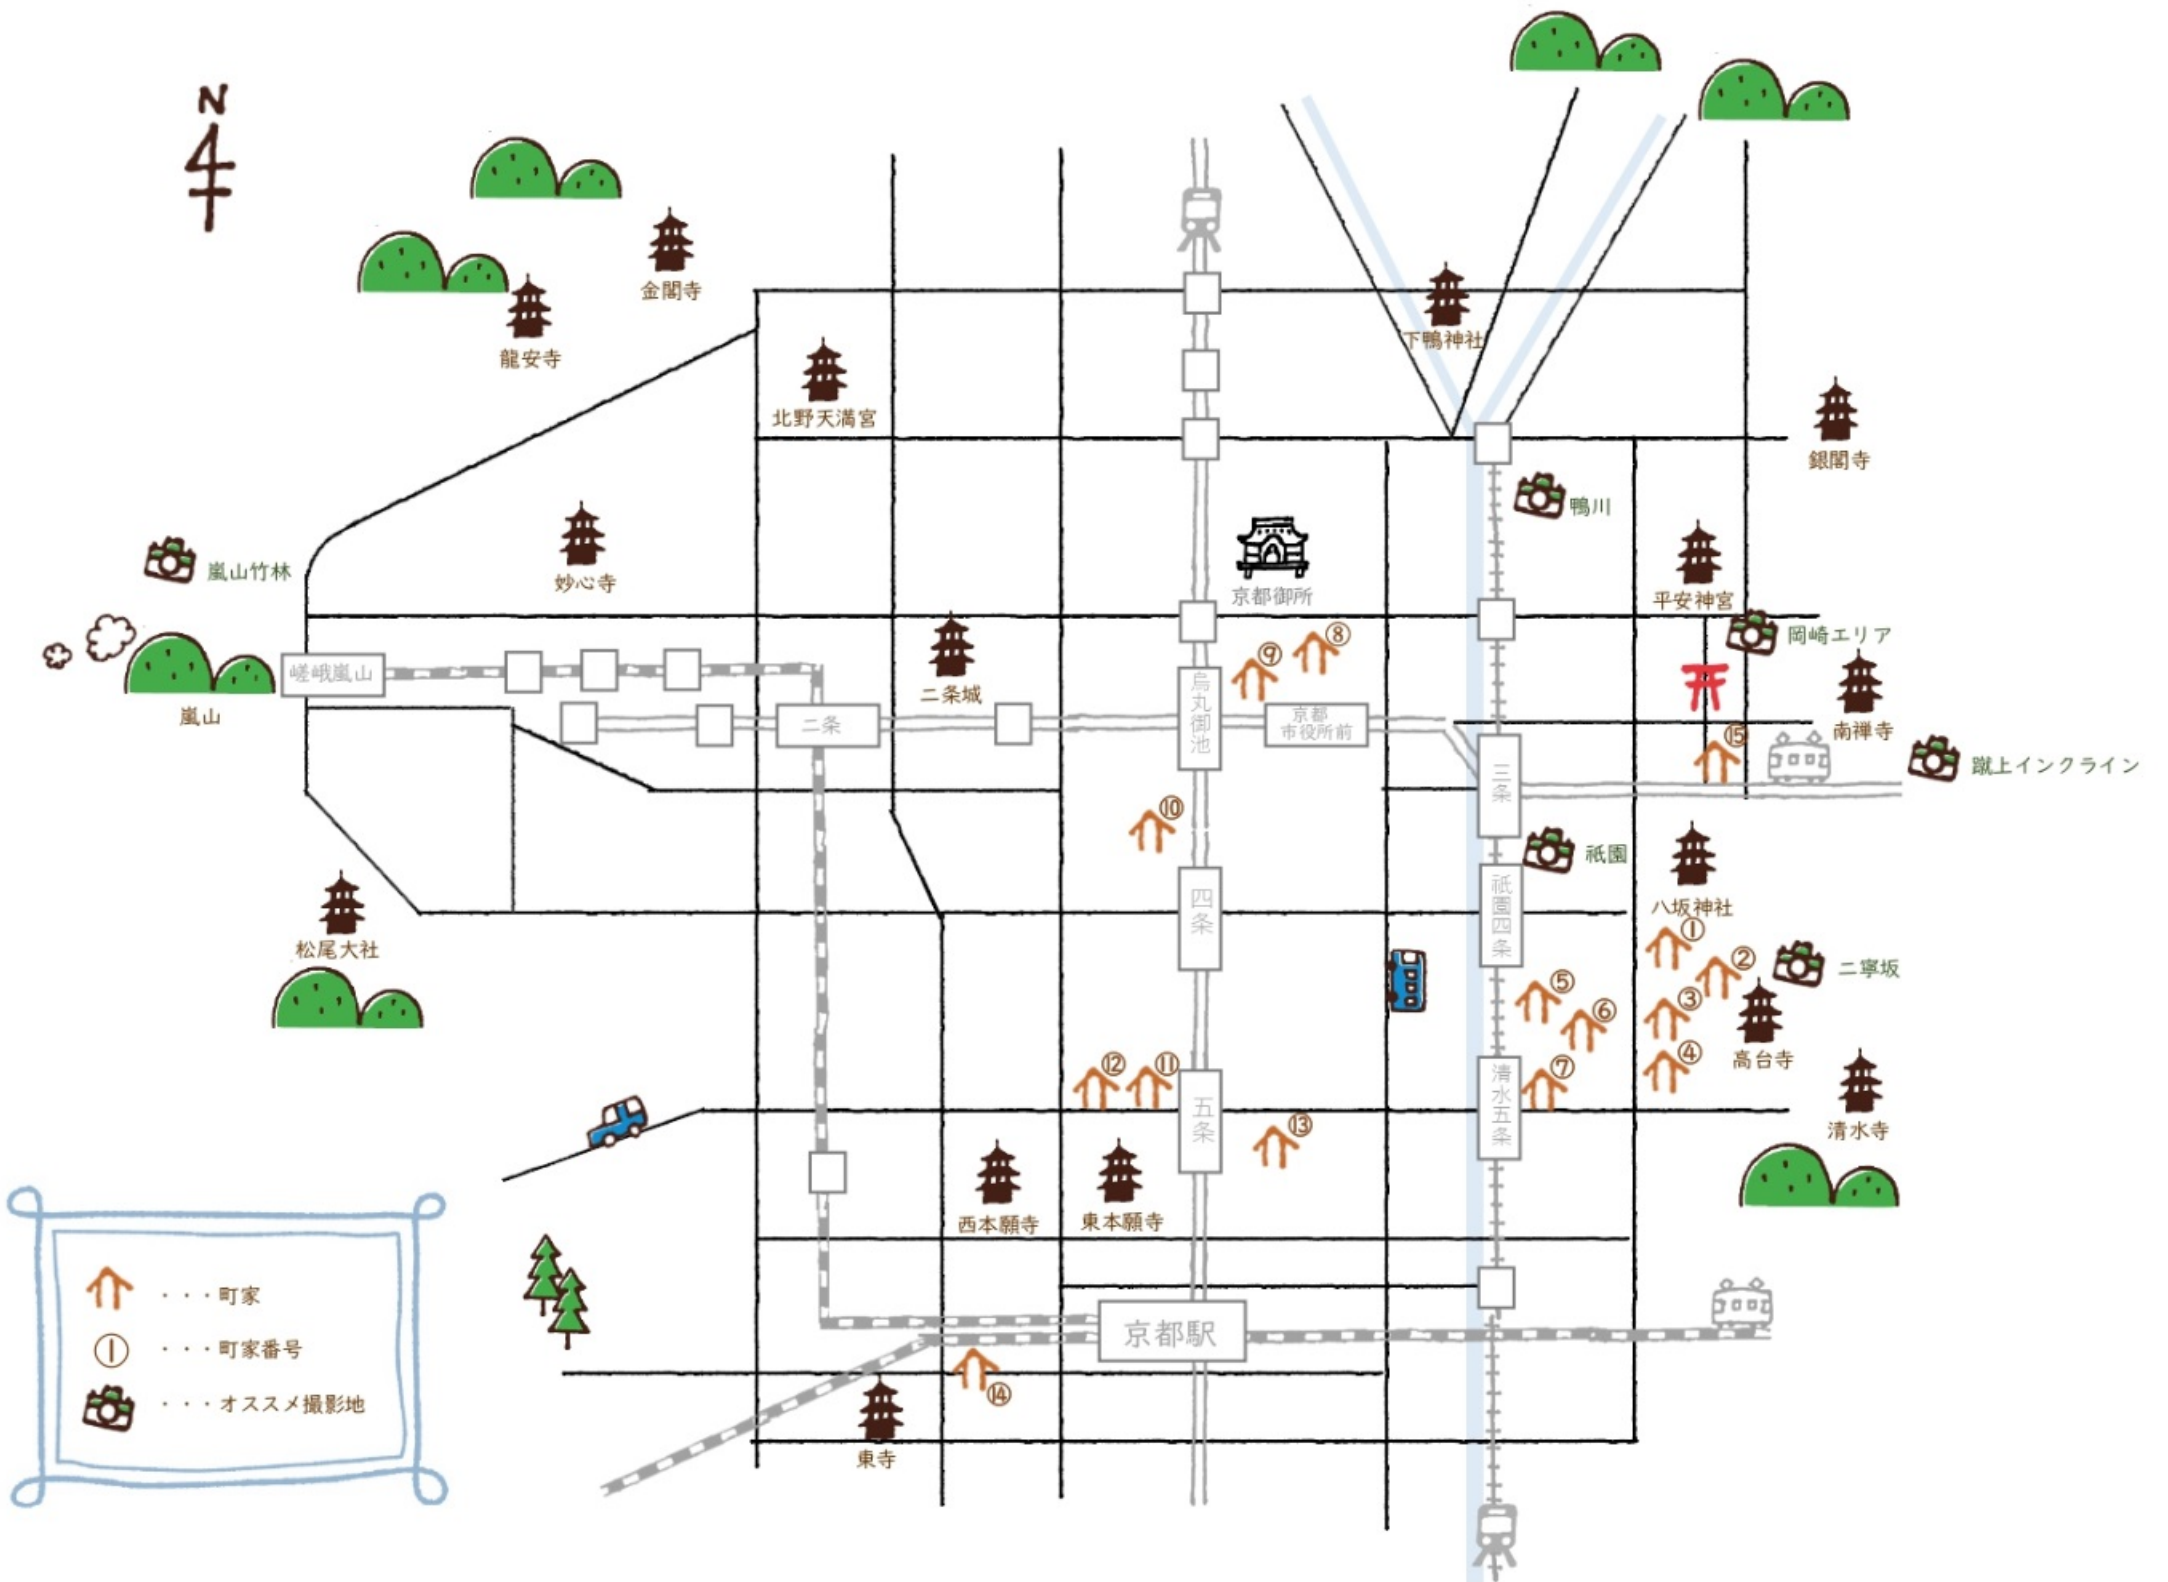 N
金閣寺
龍安寺
下鴨神社
北野天満宮
銀閣寺
鴨川
妙心寺
嵐山竹林
京都御所
平安神宮
岡崎エリア
⑧
⑨
嵯峨嵐山
二条城
烏丸御池
嵐山
二条
京都
市役所前
南禅寺
⑮
三条
蹴上インクライン
⑩
祇園
四条
祇園四条
八坂神社
①
松尾大社
②
二寧坂
⑤
③
⑥
④
高台寺
⑫
⑪
⑦
五条
清水五条
⑬
清水寺
西本願寺
東本願寺
京都駅
⑭
東寺
・・・町家
① ・・・町家番号
・・・オススメ撮影地